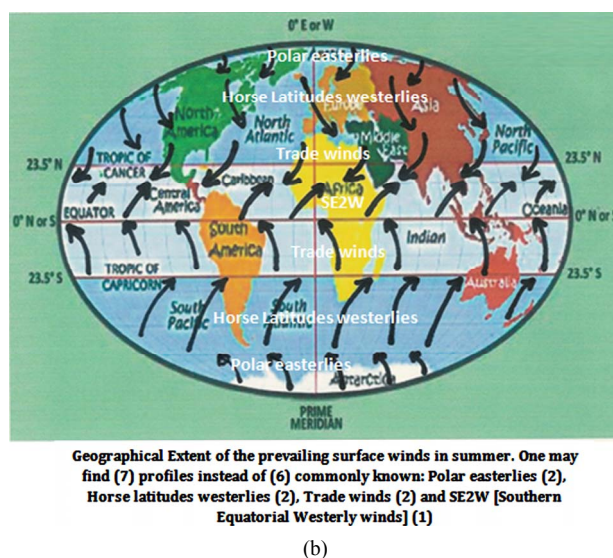 0° E or W
Polar easterlies
Horse Latitudes westerlies
North
America
North
Atlantic
Europe
Asia
Middle
East
North
Pacific
23.5° N
23.5° N
TROPIC OF
CANCER
Trade winds
Caribbean
Central
America
Africa
SE2W
EQUATOR
Oceania
0° N or S
0° N or S
South
America
Trade winds
Indian
23.5° S
23.5° S
TROPIC OF
CAPRICORN
Australia
South
Pacific
South
Atlantic
Horse Latitudes westerlies
Polar easterlies
Antarctica
PRIME
MERIDIAN
Geographical Extent of the prevailing surface winds in summer. One may
find (7) profiles instead of (6) commonly known: Polar easterlies (2),
Horse latitudes westerlies (2), Trade winds (2) and SE2W [Southern
Equatorial Westerly winds] (1)
(b)